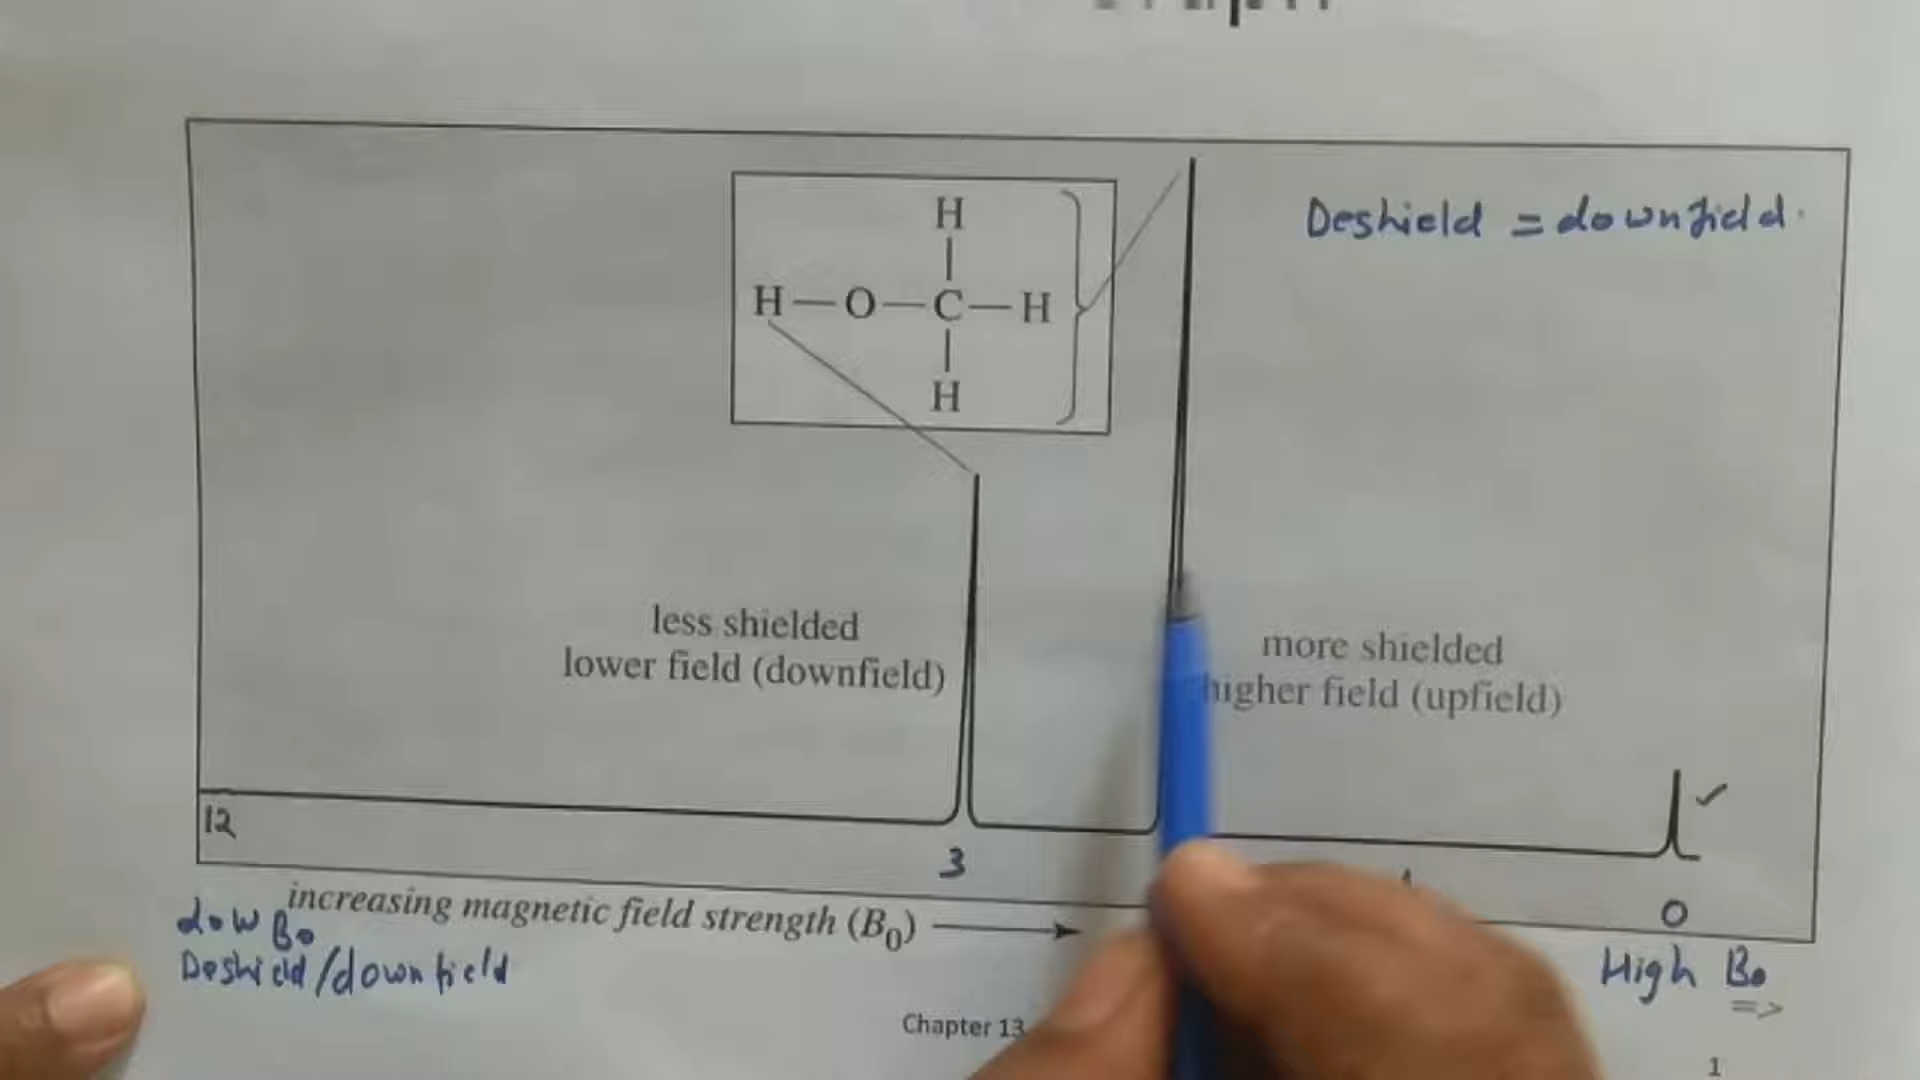 Deshield = downfield.
H
H—O—C—H
H
less shielded
lower field (downfield)
more shielded
higher field (upfield)
12
3
0
increasing magnetic field strength (B₀) →
Low B₀
Deshield/downfield
High B₀
=>
Chapter 13
1